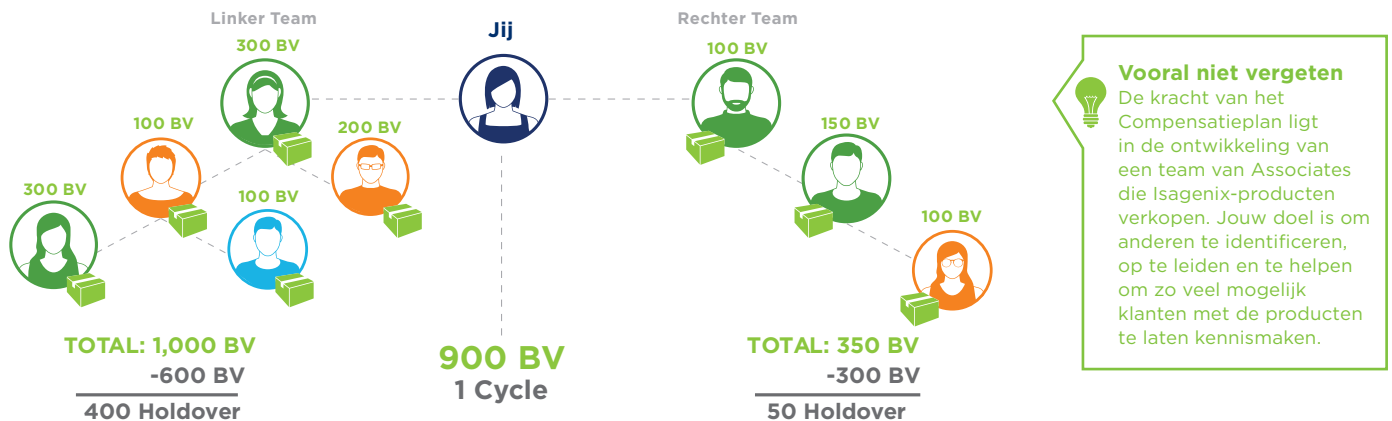 Linker Team
300 BV
100 BV
200 BV
300 BV
100 BV
TOTAL: 1,000 BV
-600 BV
400 Holdover
Jij
900 BV
1 Cycle
Rechter Team
100 BV
150 BV
100 BV
TOTAL: 350 BV
-300 BV
50 Holdover
Vooral niet vergeten
De kracht van het
Compensatieplan ligt
in de ontwikkeling van
een team van Associates
die Isagenix-producten
verkopen. Jouw doel is om
anderen te identificeren,
op te leiden en te helpen
om zo veel mogelijk
klanten met de producten
te laten kennismaken.